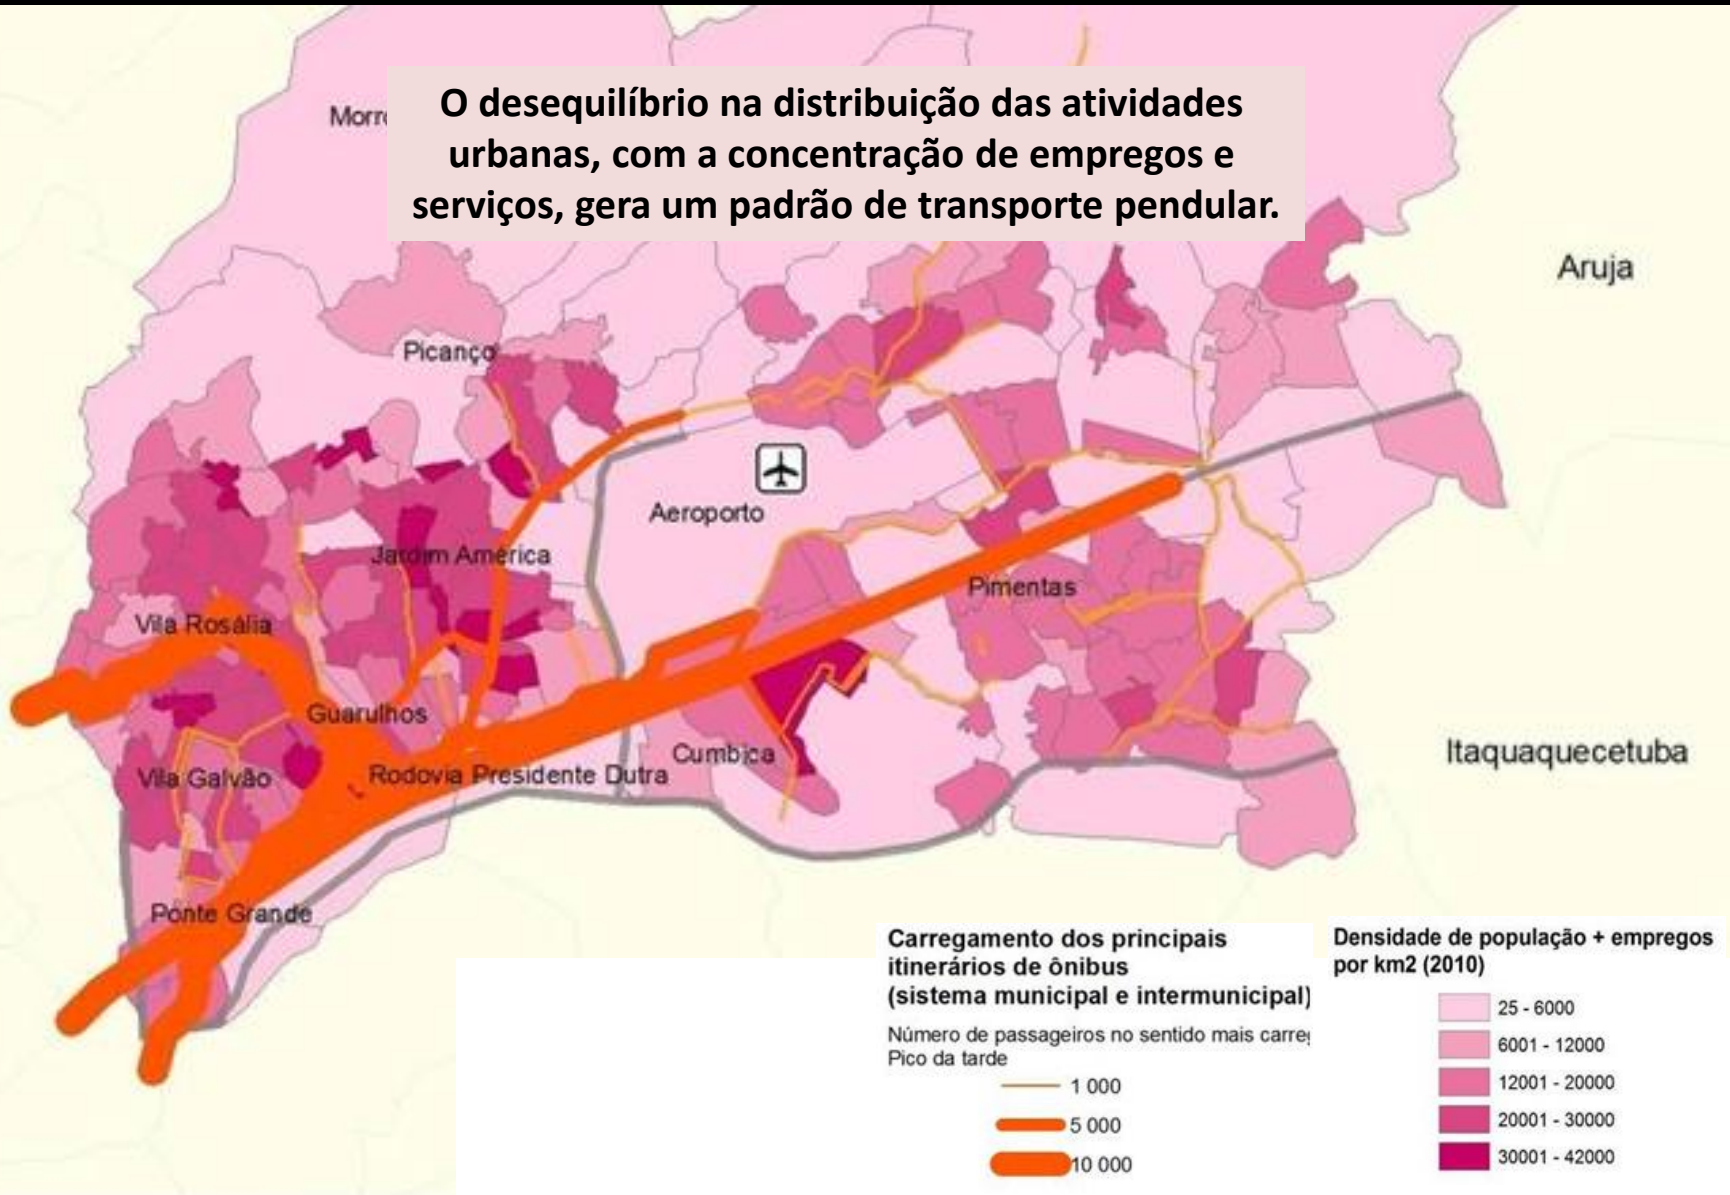 O desequilíbrio na distribuição das atividades
urbanas, com a concentração de empregos e
serviços, gera um padrão de transporte pendular.
Aruja
Picanço
Aeroporto
Jardim América
Pimentas
Vila Rosália
Guarulhos
Cumbica
Itaquaquecetuba
Vila Galvão
Rodovia Presidente Dutra
Ponte Grande
Carregamento dos principais
itinerários de ônibus
(sistema municipal e intermunicipal)
Número de passageiros no sentido mais
Pico da tarde
1 000
5 000
10 000
Densidade de população + empregos
por km2 (2010)
25 - 6000
6001 - 12000
12001 - 20000
20001 - 30000
30001 - 42000